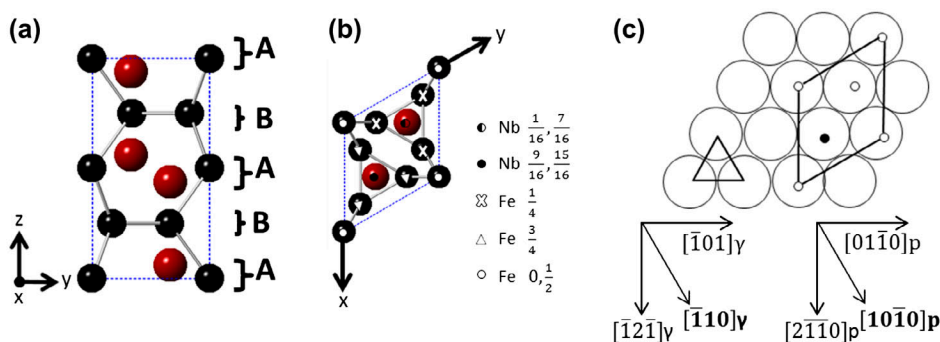 (a)
A
B
A
B
A
z
y
x
(b)
y
x
Nb 1/16, 7/16
Nb 9/16, 15/16
Fe 1/4
Fe 3/4
Fe 0, 1/2
(c)
[1̄01]γ
[1̄21̄]γ
[1̄10]γ
[011̄0]p
[21̄1̄0]p
[101̄0]p